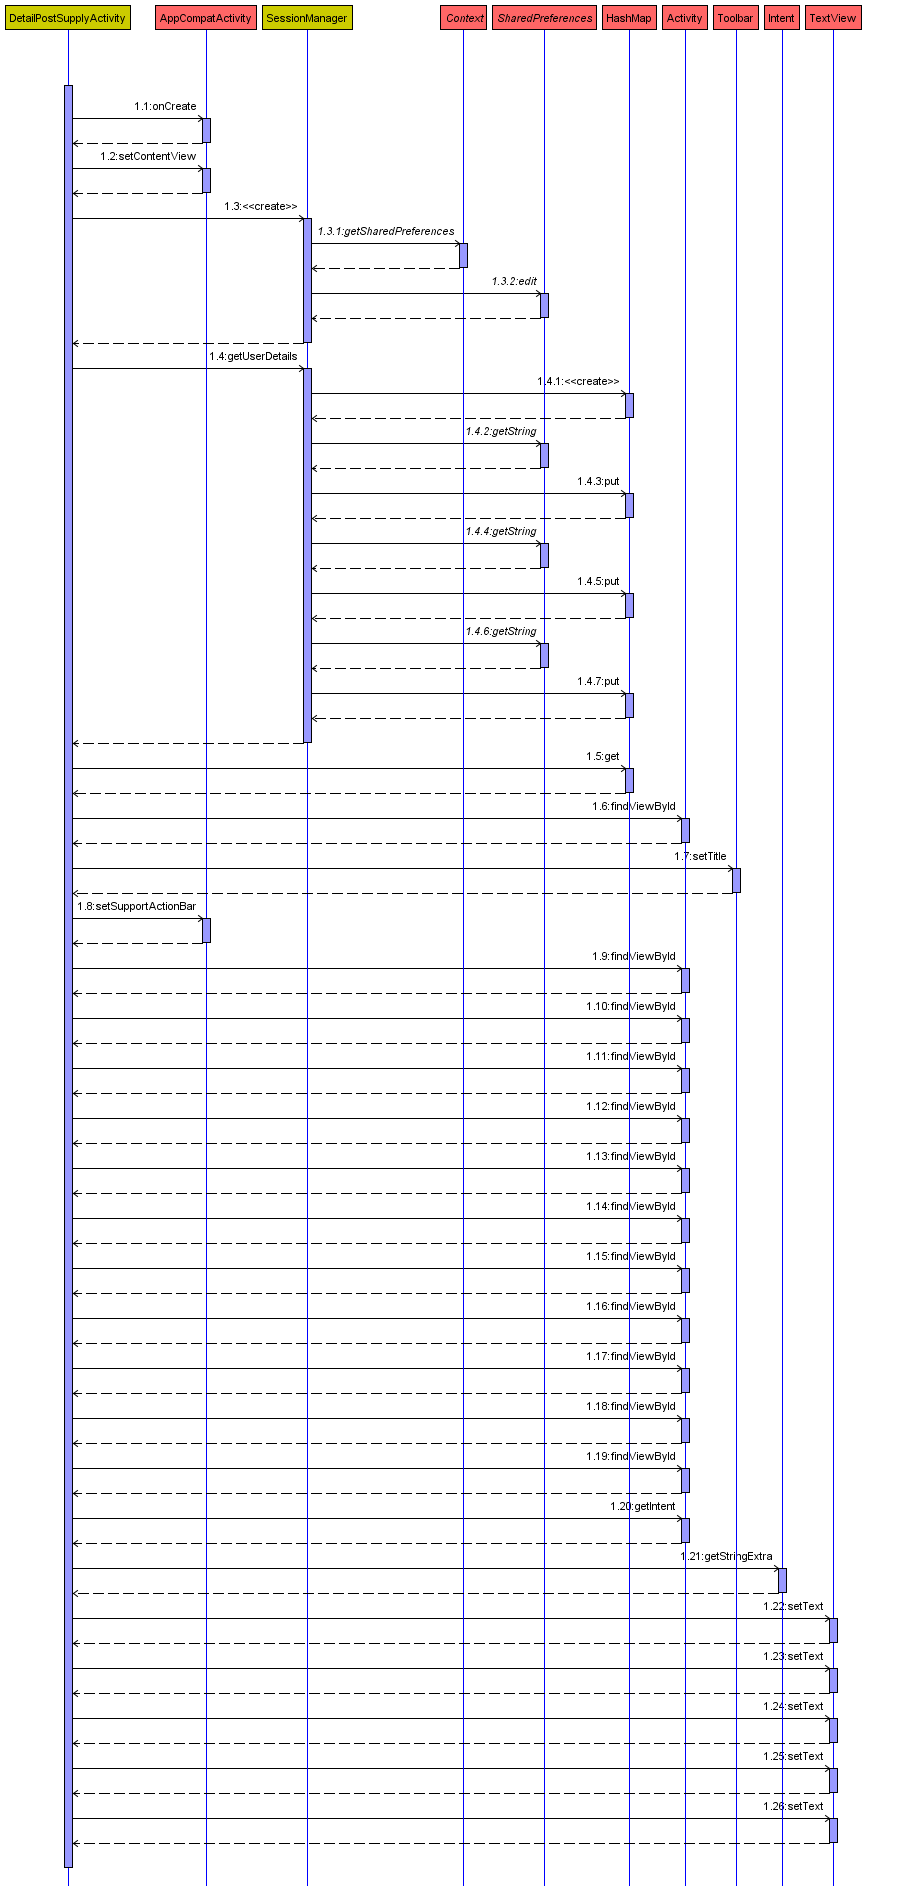 DetailPostSupplyActivity AppCompatActivity SessionManager Context SharedPreferences HashMap Activity Toolbar Intent TextView
1.1:onCreate
1.2:setContentView
1.3:<<create>>
1.3.1:getSharedPreferences
1.3.2:edit
1.4:getUserDetails
1.4.1:<<create>>
1.4.2:getString
1.4.3:put
1.4.4:getString
1.4.5:put
1.4.6:getString
1.4.7:put
1.5:get
1.6:findViewById
1.7:setTitle
1.8:setSupportActionBar
1.9:findViewById
1.10:findViewById
1.11:findViewById
1.12:findViewById
1.13:findViewById
1.14:findViewById
1.15:findViewById
1.16:findViewById
1.17:findViewById
1.18:findViewById
1.19:findViewById
1.20:getIntent
1.21:getStringExtra
1.22:setText
1.23:setText
1.24:setText
1.25:setText
1.26:setText